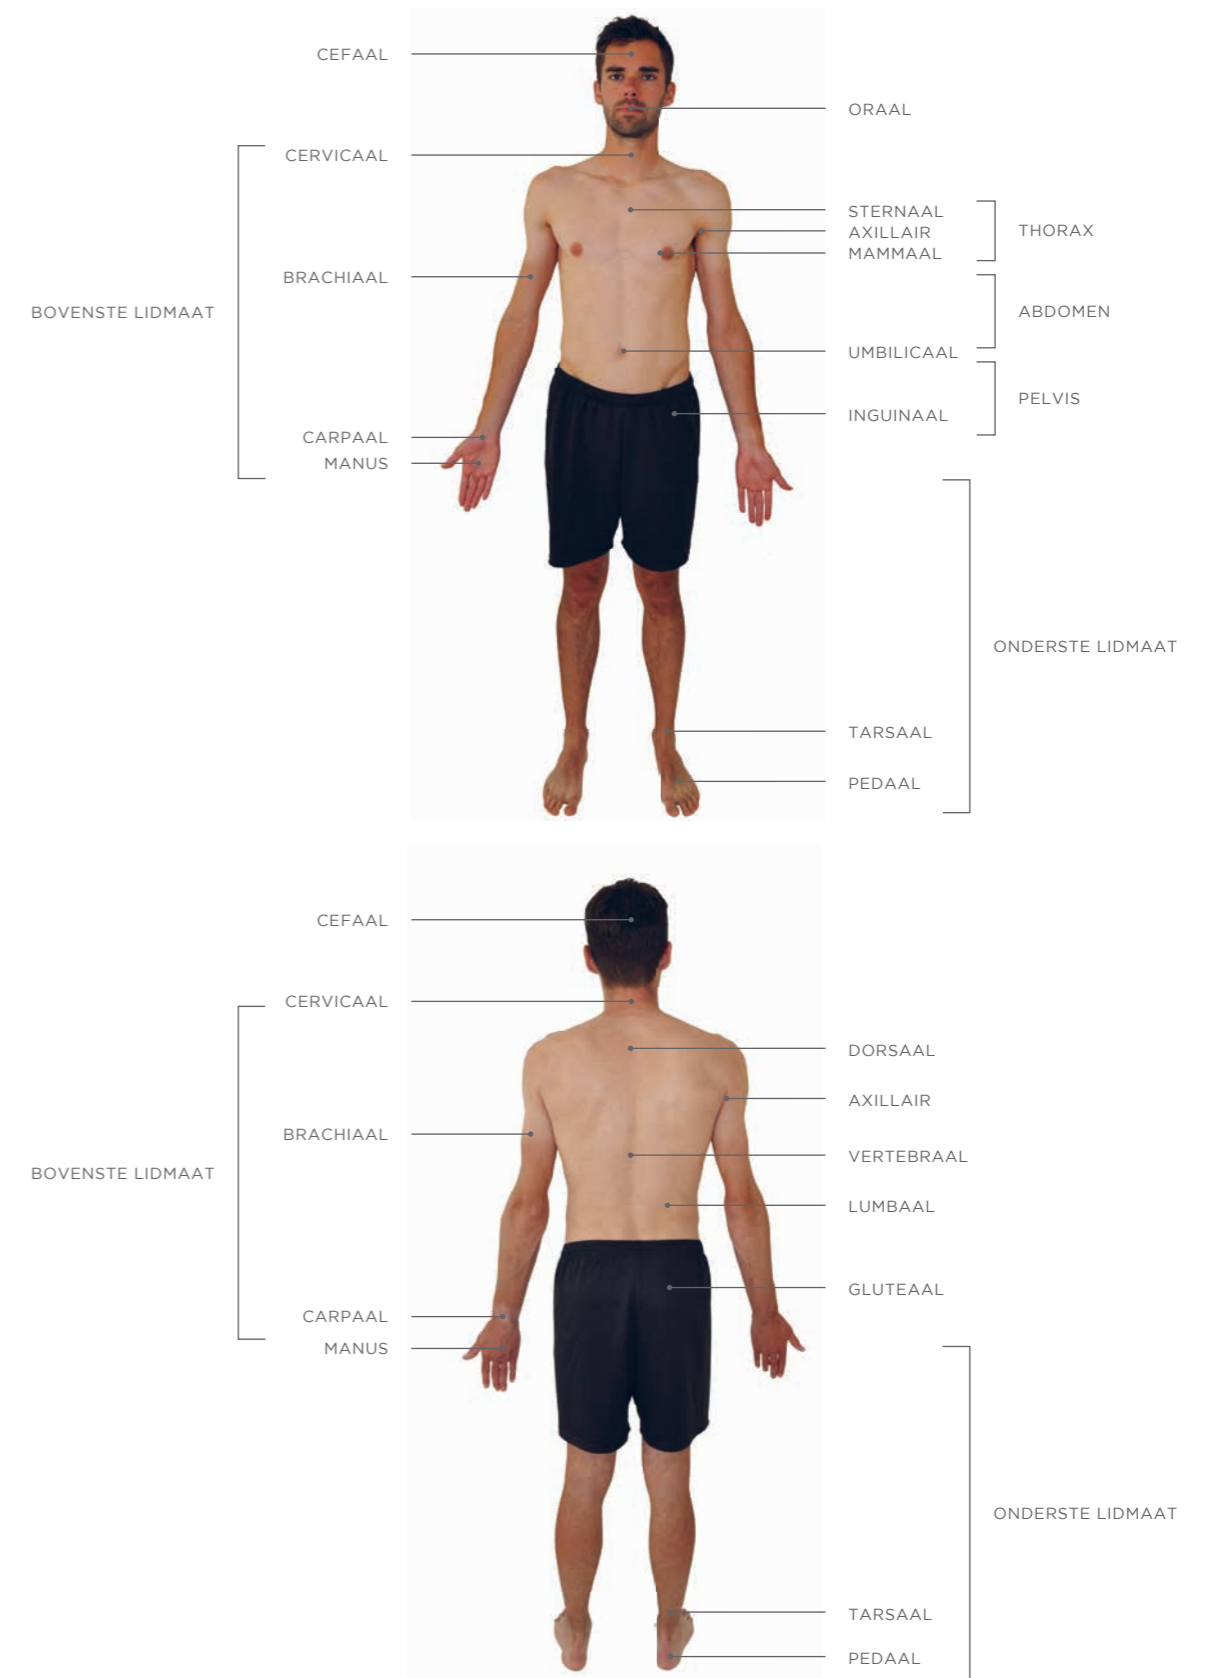 CEFAAL
ORAAL
CERVICAAL
STERNAAL
AXILLAIR
MAMMAAL
THORAX
BRACHIAAL
BOVENSTE LIDMAAT
ABDOMEN
UMBILICAAL
PELVIS
INGUINAAL
CARPAAL
MANUS
ONDERSTE LIDMAAT
TARSAAL
PEDAAL
CEFAAL
CERVICAAL
DORSAAL
AXILLAIR
BRACHIAAL
VERTEBRAAL
BOVENSTE LIDMAAT
LUMBAAL
GLUTEAAL
CARPAAL
MANUS
ONDERSTE LIDMAAT
TARSAAL
PEDAAL